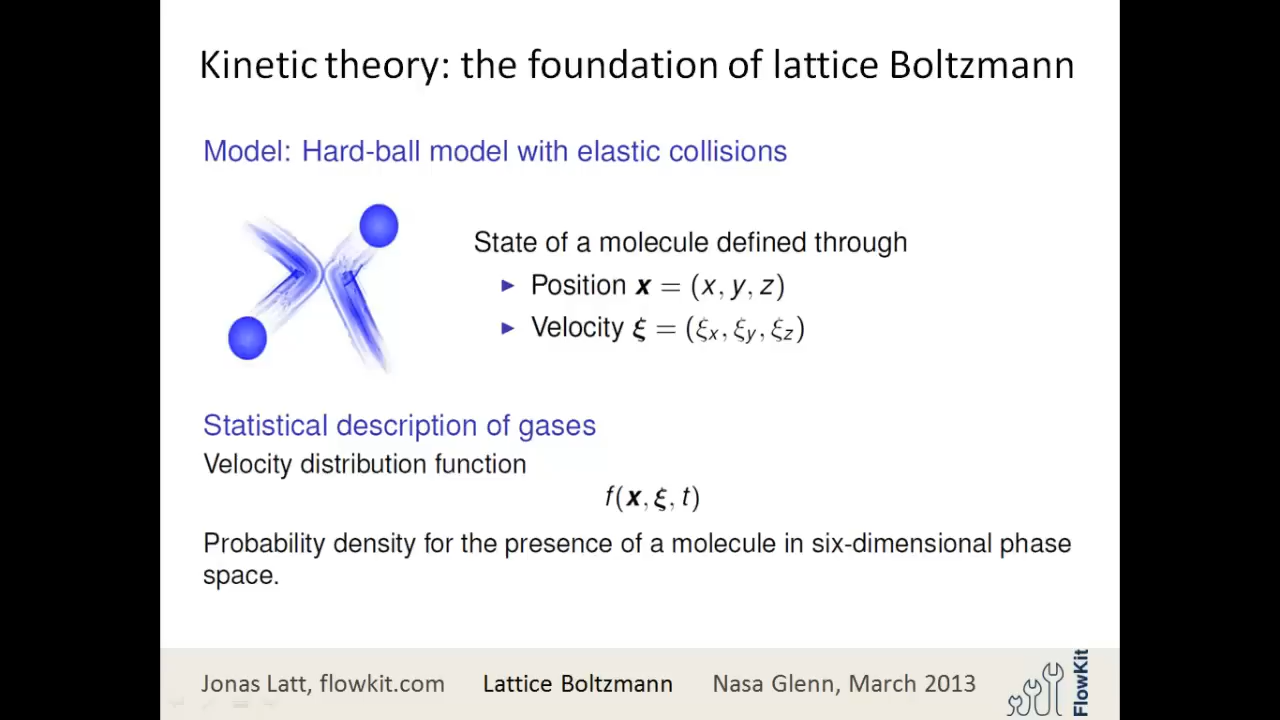 Kinetic theory: the foundation of lattice Boltzmann
Model: Hard-ball model with elastic collisions
State of a molecule defined through
► Position x = (x, y, z)
► Velocity ξ = (ξx, ξy, ξz)
Statistical description of gases
Velocity distribution function
f(x, ξ, t)
Probability density for the presence of a molecule in six-dimensional phase
space.
Jonas Latt, flowkit.com Lattice Boltzmann Nasa Glenn, March 2013
FlowKit